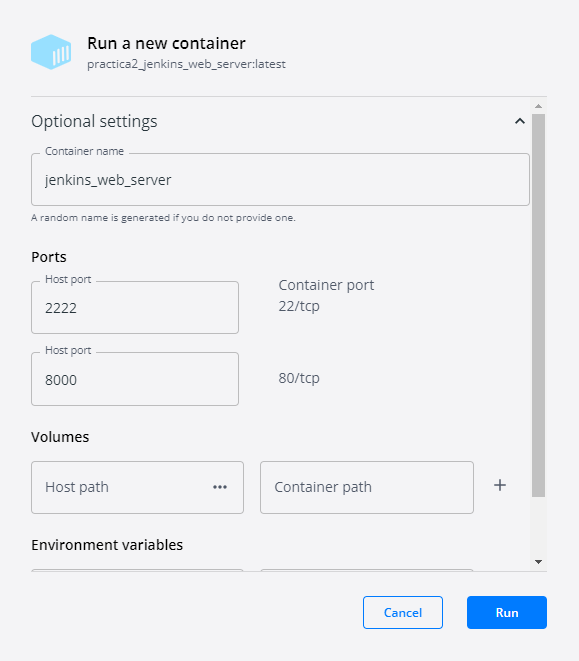 Run a new container
practica2_jenkins_web_server:latest
Optional settings
Container name
jenkins_web_server
A random name is generated if you do not provide one.
Ports
Host port
2222
Container port
22/tcp
Host port
8000
80/tcp
Volumes
Host path
Container path
Environment variables
Cancel
Run